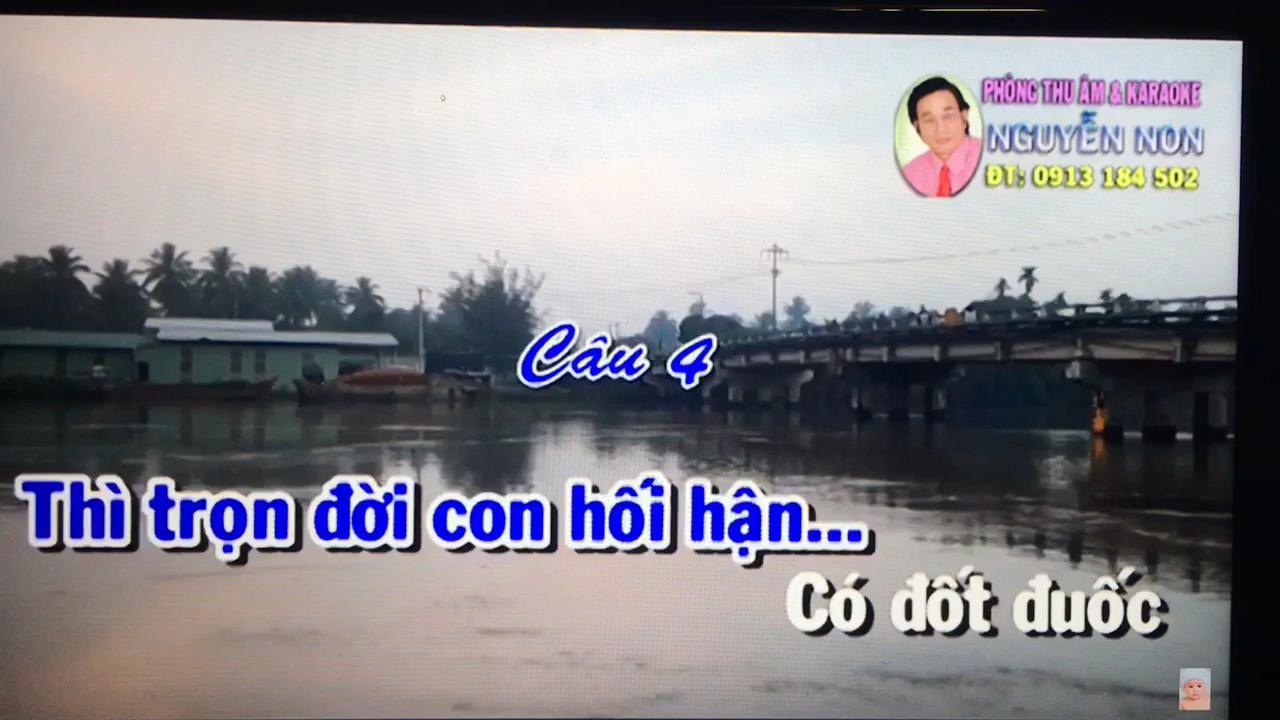 PHÒNG THU ÂM & KARAOKE
NGUYỄN NON
ĐT: 0913 184 502
Câu 4
Thì trọn đời con hối hận...
Có đốt đuốc